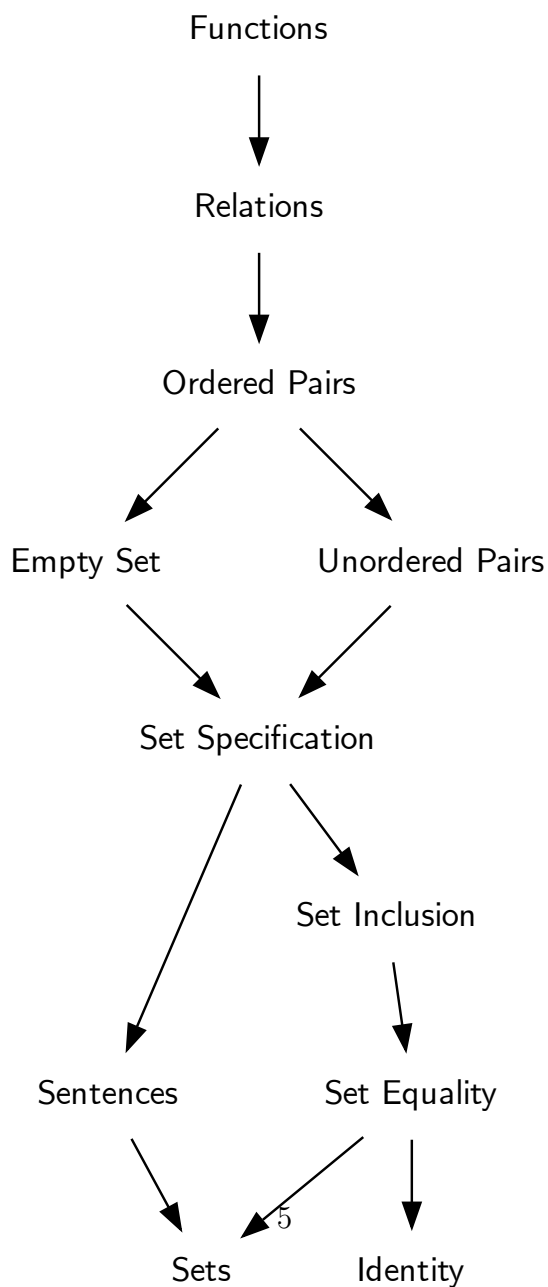 Functions
Relations
Ordered Pairs
Empty Set
Unordered Pairs
Set Specification
Set Inclusion
Sentences
Set Equality
5
Sets
Identity